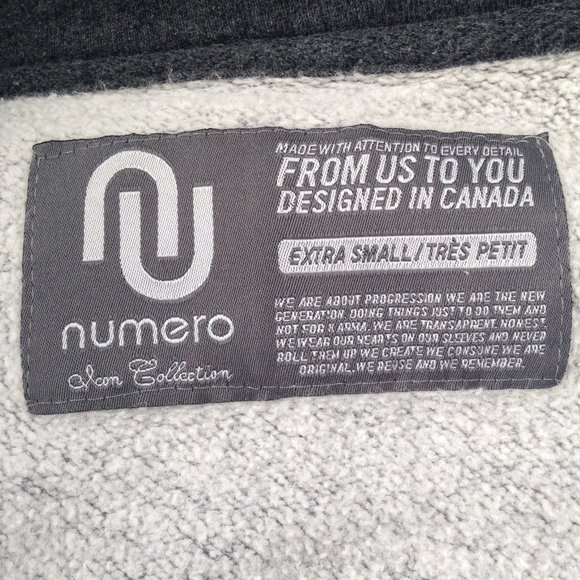 numero
Icon Collection
MADE WITH ATTENTION TO EVERY DETAIL
FROM US TO YOU
DESIGNED IN CANADA
EXTRA SMALL/TRÈS PETIT
WE ARE ABOUT PROGRESSION WE ARE THE NEW
GENERATION. DOING THINGS JUST TO DO THEM AND
NOT FOR KARMA. WE ARE TRANSPARENT, HONEST.
WE WEAR OUR HEARTS ON OUR SLEEVES AND NEVER
ROLL THEM UP WE CREATE WE CONSUME WE ARE
ORIGINAL. WE REUSE AND WE REMEMBER.